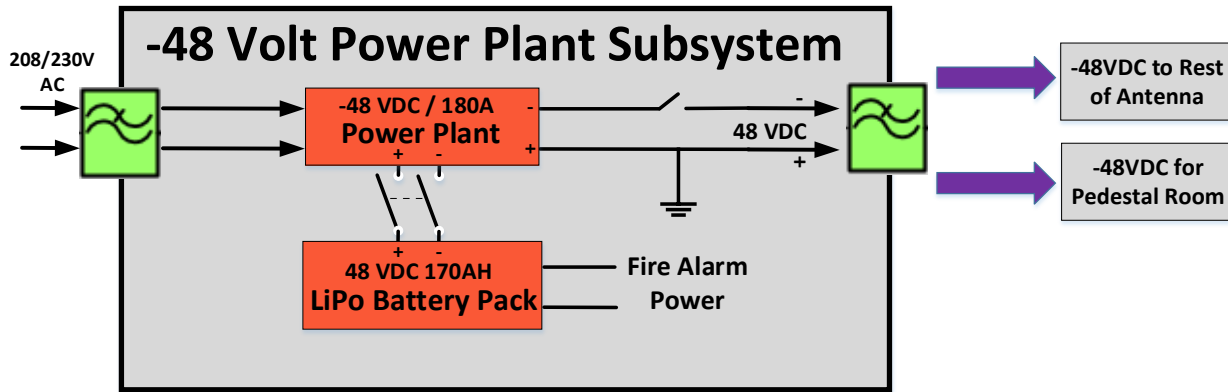 -48 Volt Power Plant Subsystem
208/230V
AC
-48 VDC / 180A
Power Plant
-
+
+ -
-
48 VDC
+
+ -
48 VDC 170AH
LiPo Battery Pack
Fire Alarm
Power
-48VDC to Rest
of Antenna
-48VDC for
Pedestal Room